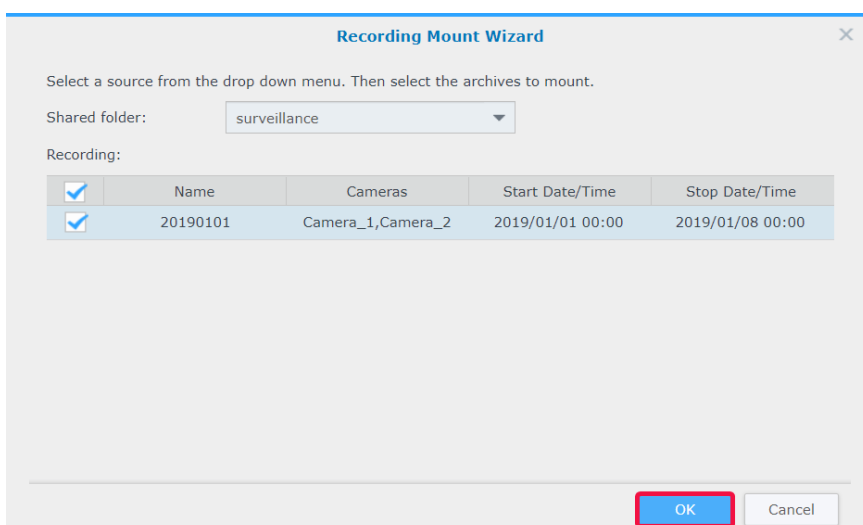 Recording Mount Wizard
Select a source from the drop down menu. Then select the archives to mount.
Shared folder: surveillance
Recording:
Name Cameras Start Date/Time Stop Date/Time
20190101 Camera_1,Camera_2 2019/01/01 00:00 2019/01/08 00:00
OK Cancel